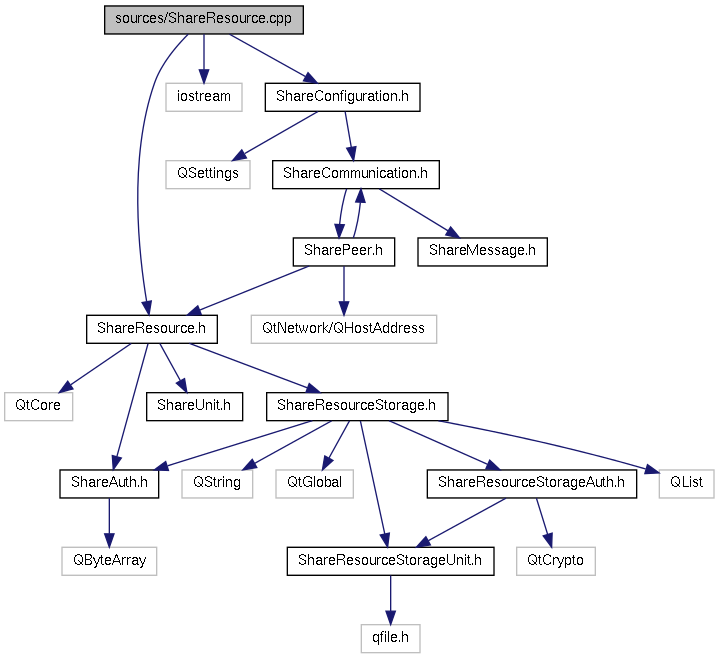 sources/ShareResource.cpp
iostream
ShareConfiguration.h
QSettings
ShareCommunication.h
SharePeer.h
ShareMessage.h
ShareResource.h
QtNetwork/QHostAddress
QtCore
ShareUnit.h
ShareResourceStorage.h
ShareAuth.h
QString
QtGlobal
ShareResourceStorageAuth.h
QList
QByteArray
ShareResourceStorageUnit.h
QtCrypto
qfile.h